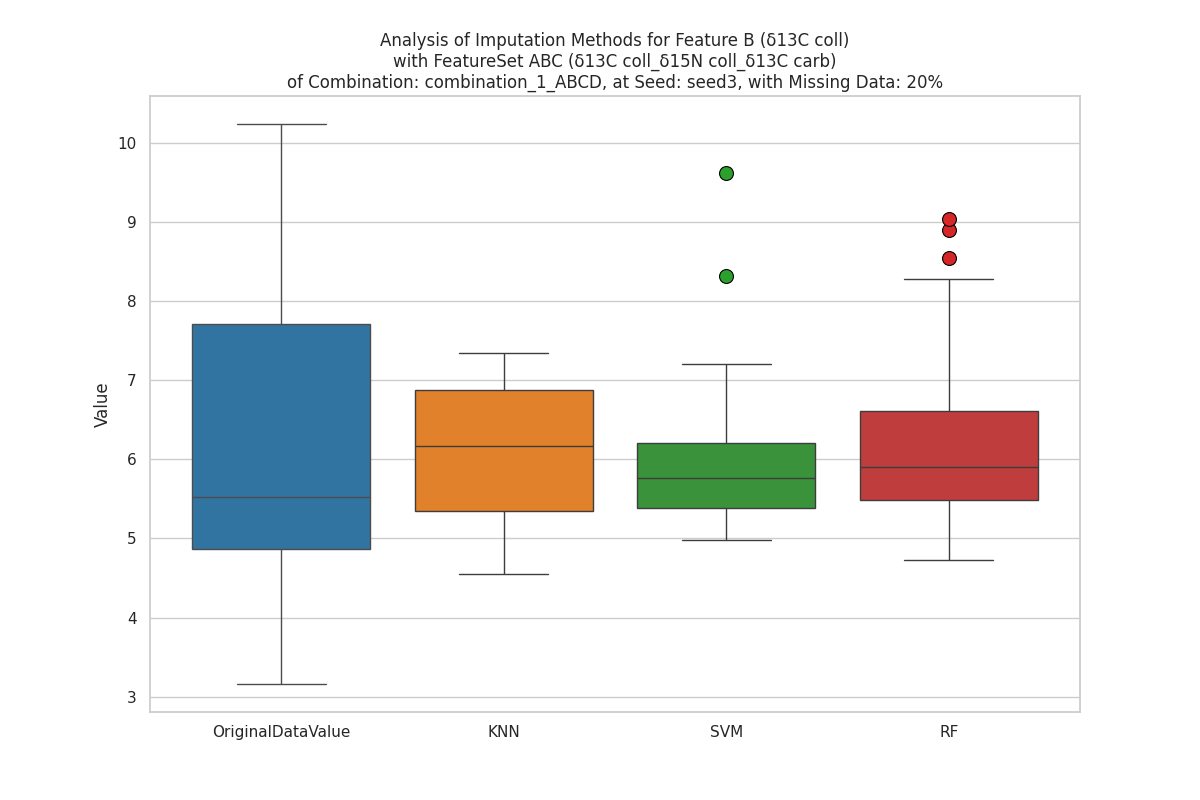 Analysis of Imputation Methods for Feature B (δ13C coll)
with FeatureSet ABC (δ13C coll_δ15N coll_δ13C carb)
of Combination: combination_1_ABCD, at Seed: seed3, with Missing Data: 20%
10
9
8
7
6
5
4
3
Value
OriginalDataValue
KNN
SVM
RF